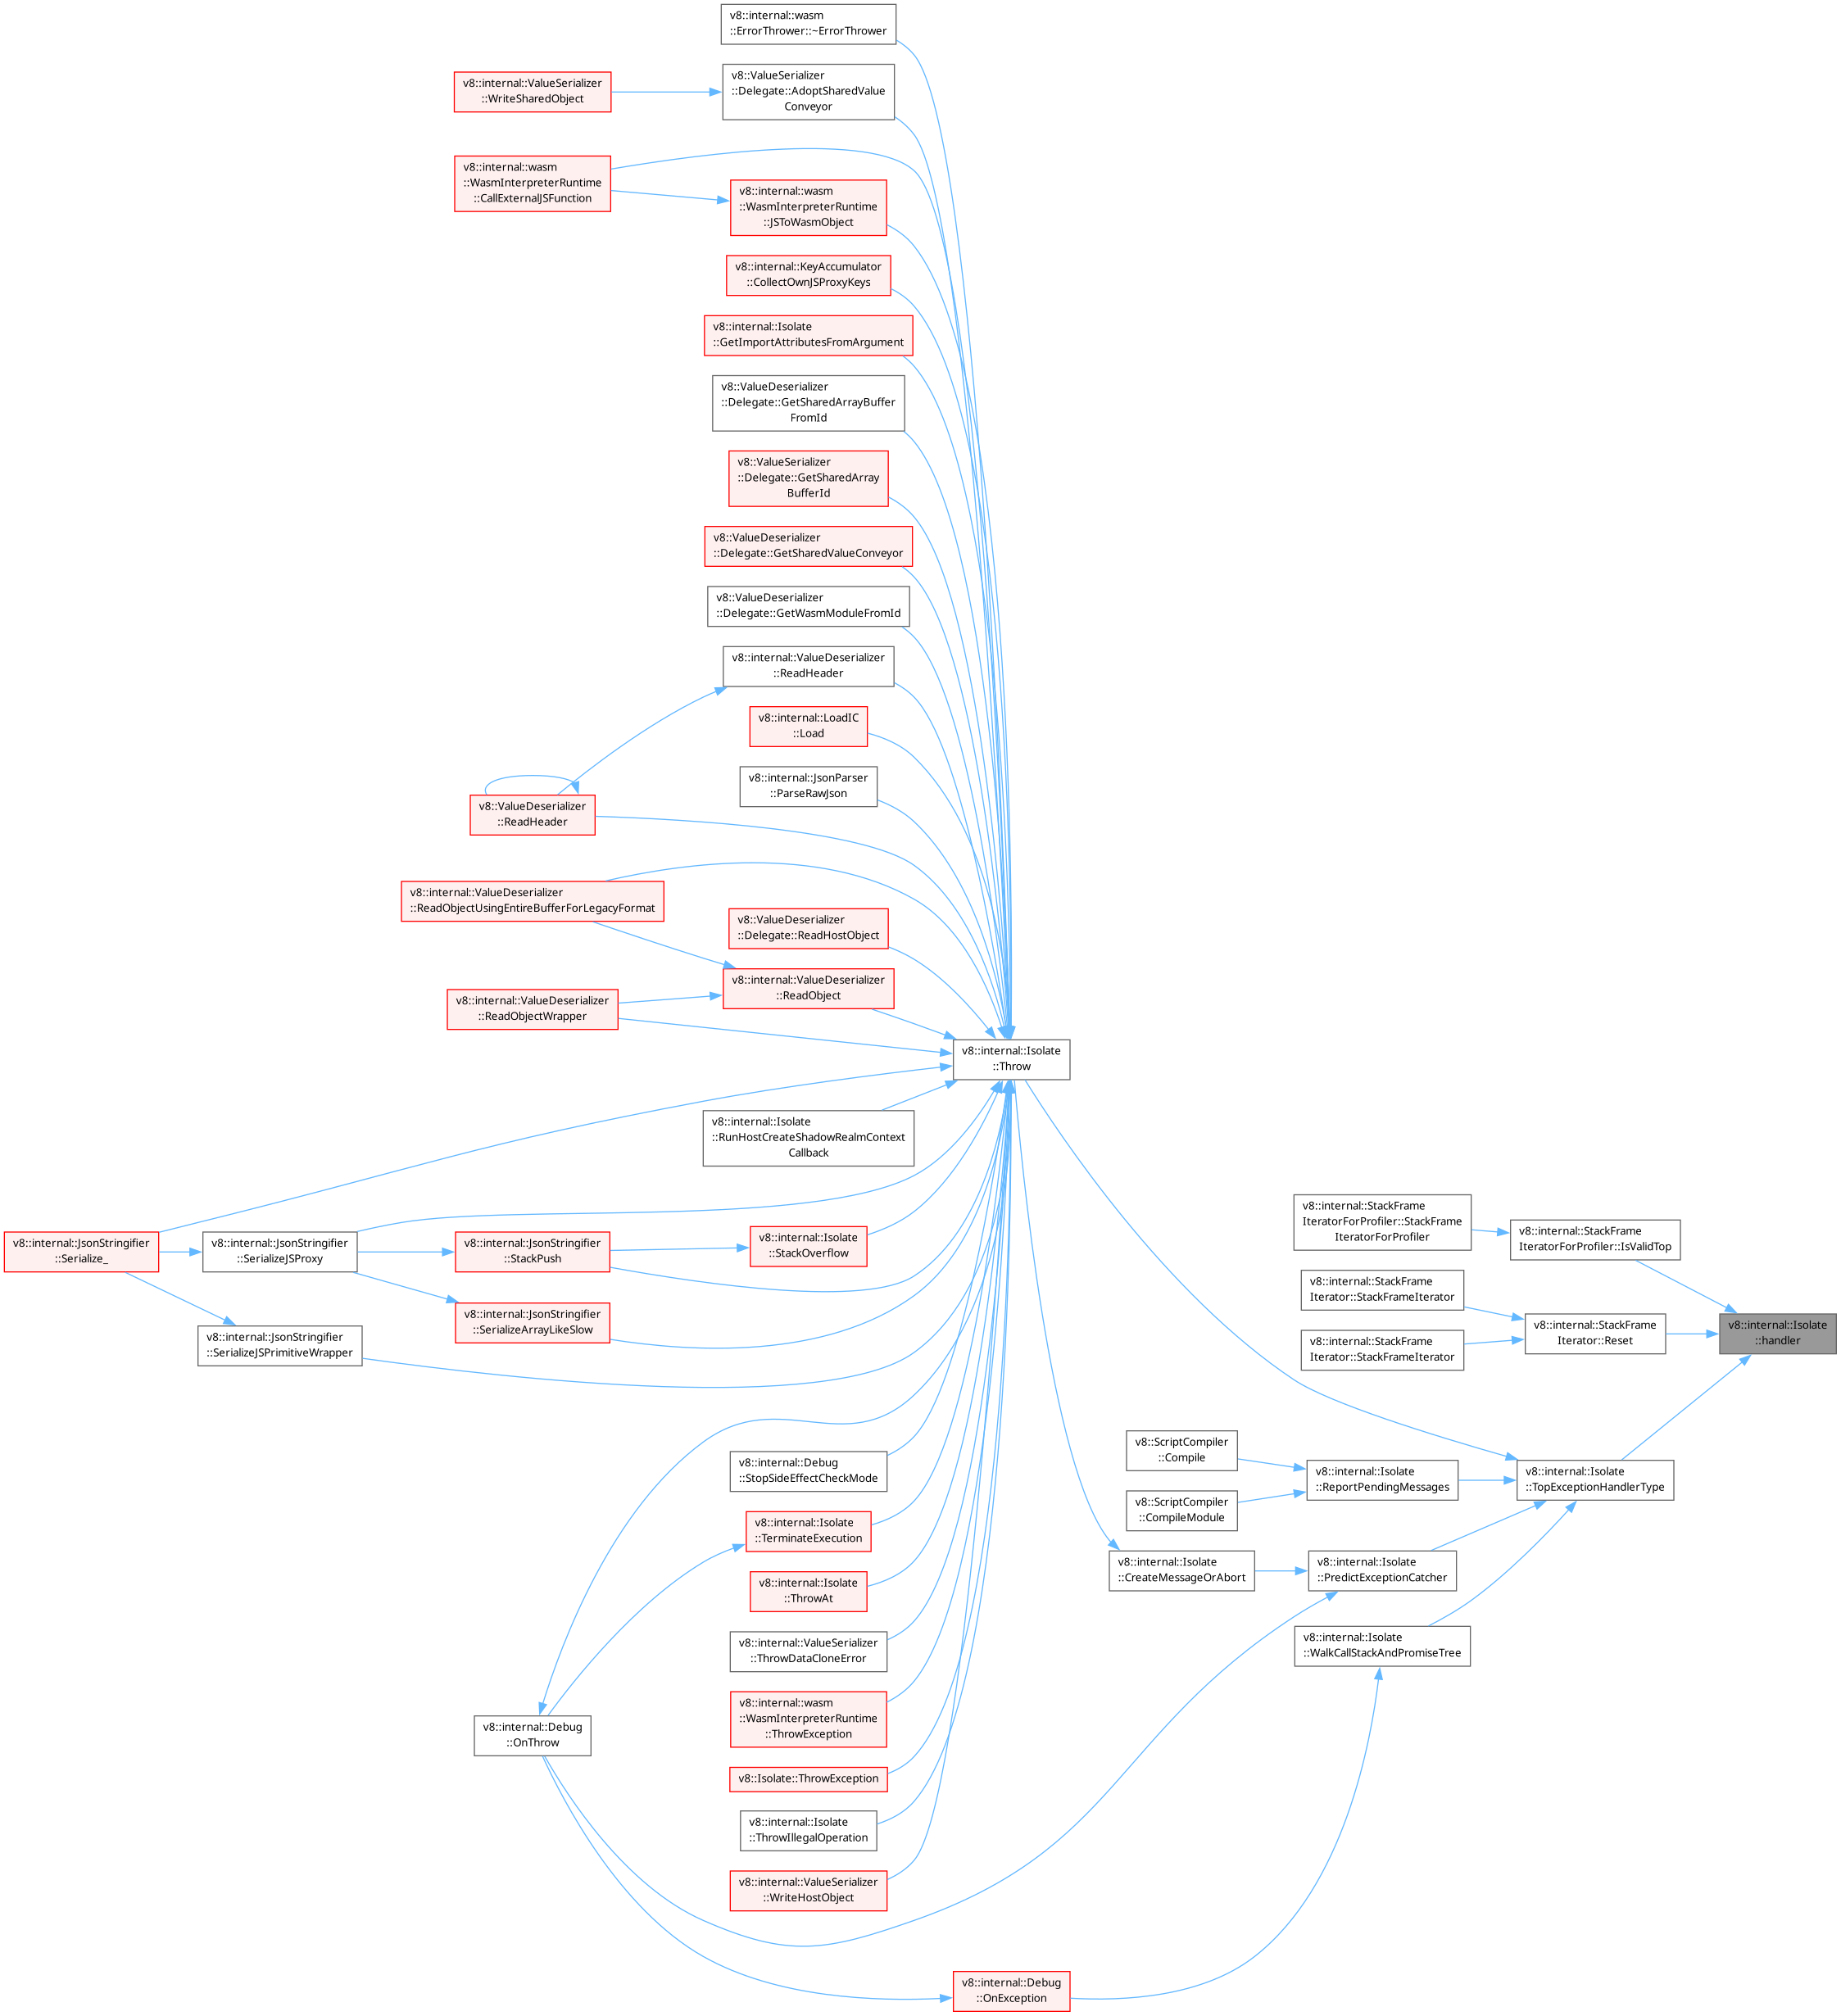 v8::internal::wasm
::ErrorThrower::~ErrorThrower
v8::internal::ValueSerializer
::WriteSharedObject
v8::ValueSerializer
::Delegate::AdoptSharedValue
Conveyor
v8::internal::wasm
::WasmInterpreterRuntime
::CallExternalJSFunction
v8::internal::wasm
::WasmInterpreterRuntime
::JSToWasmObject
v8::internal::KeyAccumulator
::CollectOwnJSProxyKeys
v8::internal::Isolate
::GetImportAttributesFromArgument
v8::ValueDeserializer
::Delegate::GetSharedArrayBuffer
FromId
v8::ValueSerializer
::Delegate::GetSharedArray
BufferId
v8::ValueDeserializer
::Delegate::GetSharedValueConveyor
v8::ValueDeserializer
::Delegate::GetWasmModuleFromId
v8::internal::ValueDeserializer
::ReadHeader
v8::internal::LoadIC
::Load
v8::internal::JsonParser
::ParseRawJson
v8::ValueDeserializer
::ReadHeader
v8::internal::ValueDeserializer
::ReadObjectUsingEntireBufferForLegacyFormat
v8::ValueDeserializer
::Delegate::ReadHostObject
v8::internal::ValueDeserializer
::ReadObject
v8::internal::ValueDeserializer
::ReadObjectWrapper
v8::internal::Isolate
::Throw
v8::internal::Isolate
::RunHostCreateShadowRealmContext
Callback
v8::internal::JsonStringifier
::Serialize_
v8::internal::JsonStringifier
::SerializeJSProxy
v8::internal::JsonStringifier
::StackPush
v8::internal::Isolate
::StackOverflow
v8::internal::JsonStringifier
::SerializeArrayLikeSlow
v8::internal::JsonStringifier
::SerializeJSPrimitiveWrapper
v8::internal::StackFrame
IteratorForProfiler::StackFrame
IteratorForProfiler
v8::internal::StackFrame
IteratorForProfiler::IsValidTop
v8::internal::StackFrame
Iterator::StackFrameIterator
v8::internal::StackFrame
Iterator::StackFrameIterator
v8::internal::StackFrame
Iterator::Reset
v8::internal::Isolate
::handler
v8::internal::Debug
::StopSideEffectCheckMode
v8::ScriptCompiler
::Compile
v8::ScriptCompiler
::CompileModule
v8::internal::Isolate
::ReportPendingMessages
v8::internal::Isolate
::TopExceptionHandlerType
v8::internal::Isolate
::TerminateExecution
v8::internal::Isolate
::CreateMessageOrAbort
v8::internal::Isolate
::PredictExceptionCatcher
v8::internal::Isolate
::ThrowAt
v8::internal::Isolate
::WalkCallStackAndPromiseTree
v8::internal::ValueSerializer
::ThrowDataCloneError
v8::internal::wasm
::WasmInterpreterRuntime
::ThrowException
v8::internal::Debug
::OnThrow
v8::Isolate::ThrowException
v8::internal::Isolate
::ThrowIllegalOperation
v8::internal::ValueSerializer
::WriteHostObject
v8::internal::Debug
::OnException